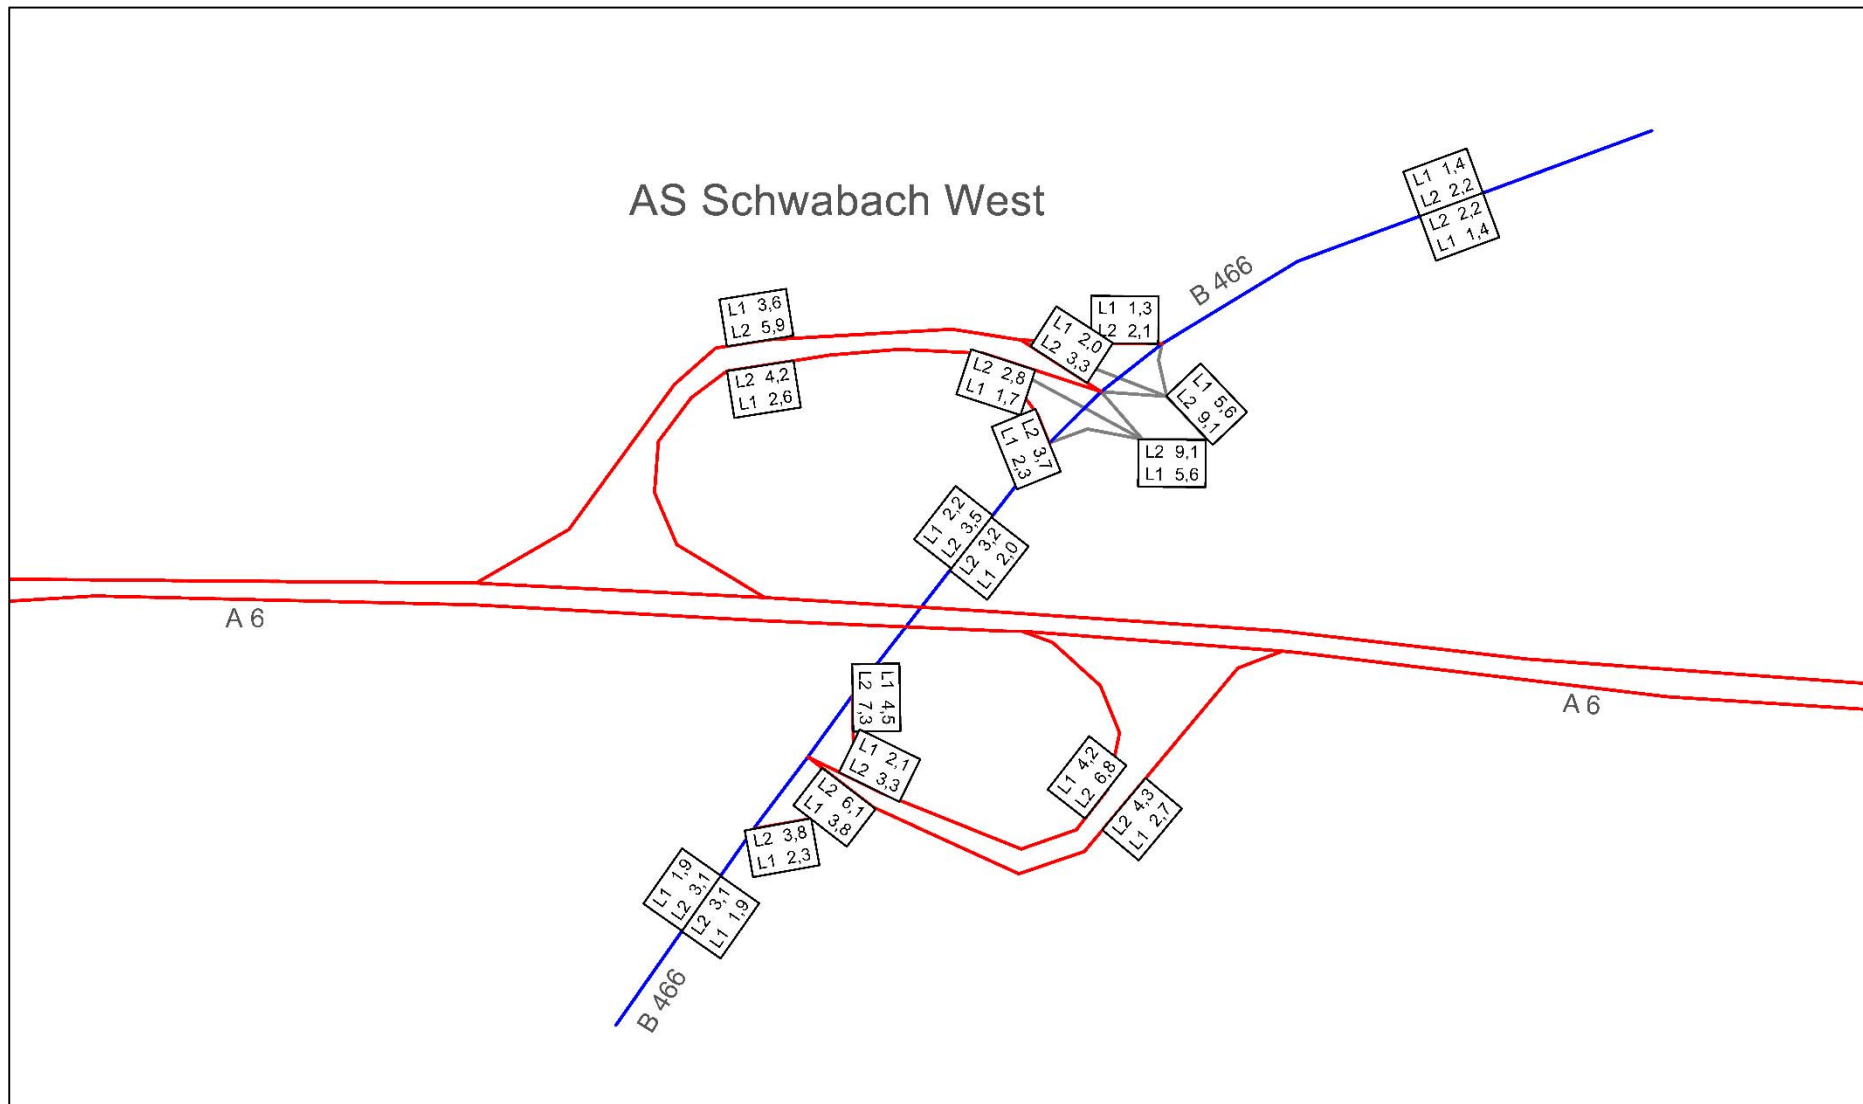 L1 1,4
L2 2,2
L2 2,2
L1 1,4
AS Schwabach West
B 466
L1 3,6
L2 5,9
L1 1,3
L2 2,1
L1 2,0
L2 3,3
L2 4,2
L1 2,6
L2 2,8
L1 1,7
L1 5,6
L2 9,1
L2 3,7
L1 2,3
L2 9,1
L1 5,6
L1 2,2
L2 3,5
L2 3,2
L1 2,0
A 6
L1 4,5
L2 7,3
A 6
L1 2,1
L2 3,3
L1 4,2
L2 6,8
L2 6,1
L1 3,8
L2 4,3
L1 2,7
L2 3,8
L1 2,3
L1 1,9
L2 3,1
L2 3,1
L1 1,9
B 466